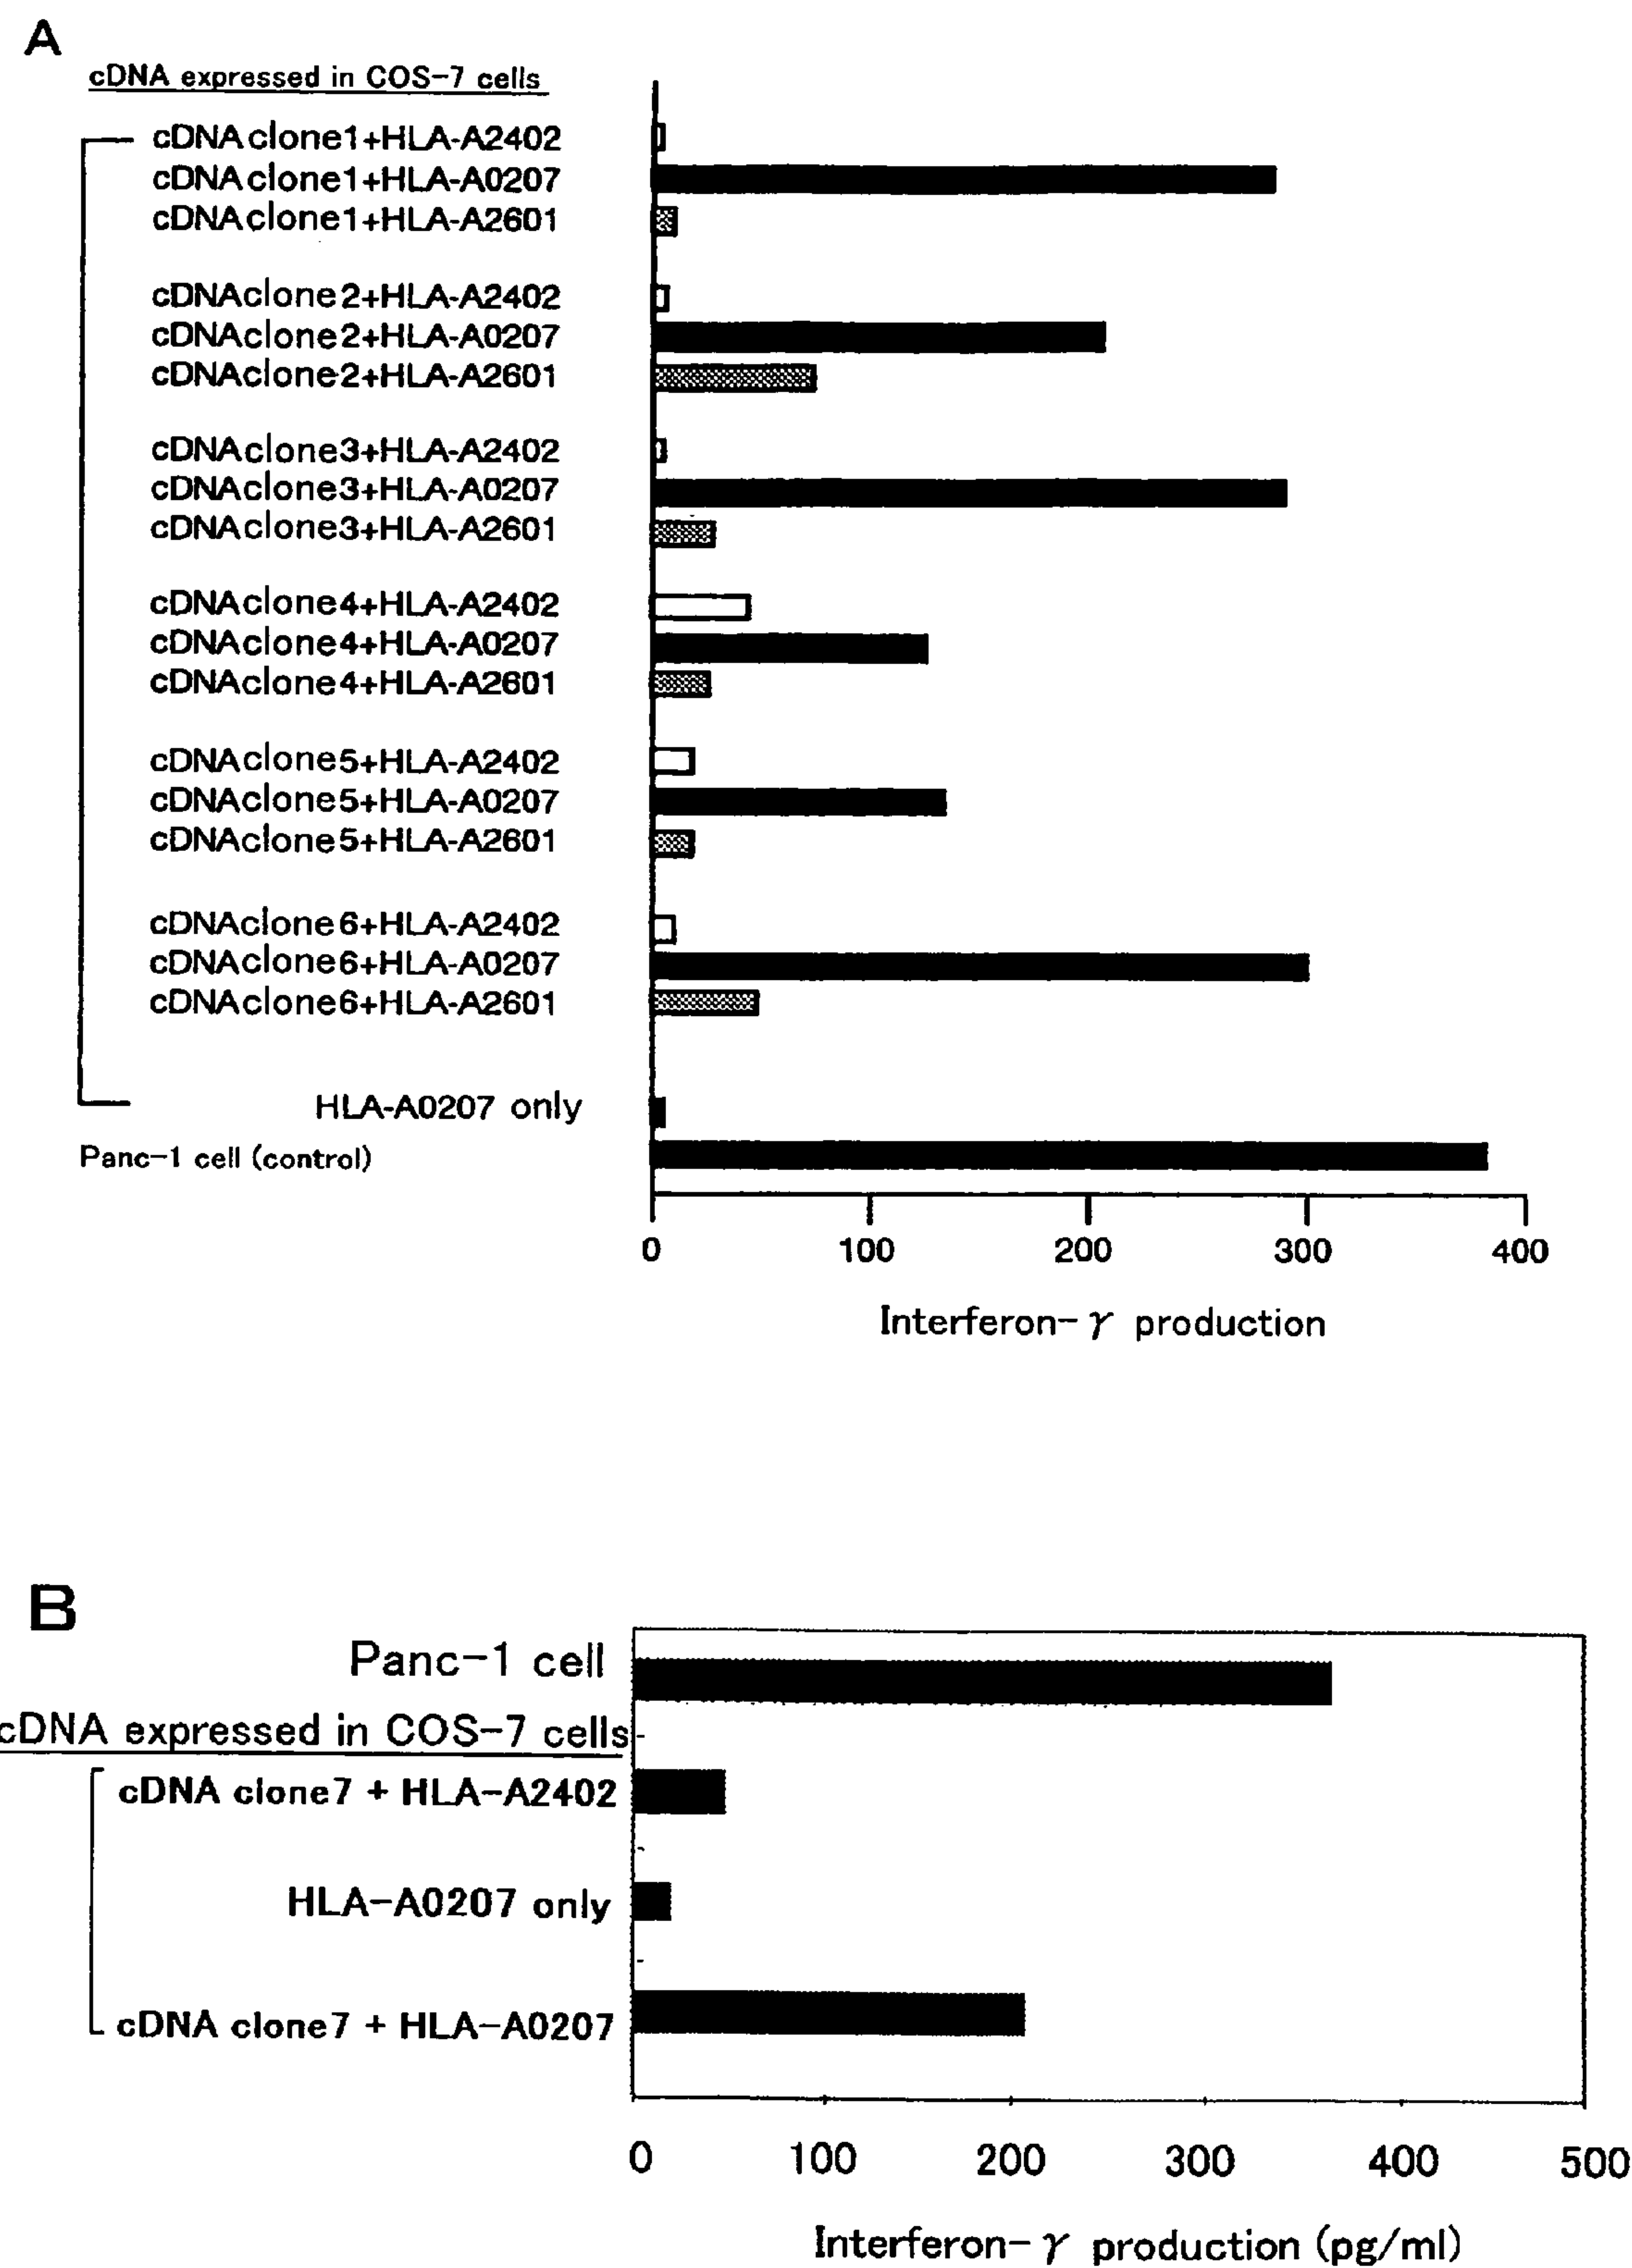 A
cDNA expressed in COS-7 cells
cDNAclone1+HLA-A2402
cDNAclone1+HLA-A0207
cDNAclone1+HLA-A2601
cDNAclone2+HLA-A2402
cDNAclone2+HLA-A0207
cDNAclone2+HLA-A2601
cDNAclone3+HLA-A2402
cDNAclone3+HLA-A0207
cDNAclone3+HLA-A2601
cDNAclone4+HLA-A2402
cDNAclone4+HLA-A0207
cDNAclone4+HLA-A2601
cDNAclone5+HLA-A2402
cDNAclone5+HLA-A0207
cDNAclone5+HLA-A2601
cDNAclone6+HLA-A2402
cDNAclone6+HLA-A0207
cDNAclone6+HLA-A2601
HLA-A0207 only
Panc-1 cell (control)
0 100 200 300 400
Interferon-γ production
B
Panc-1 cell
cDNA expressed in COS-7 cells
cDNA clone7 + HLA-A2402
HLA-A0207 only
cDNA clone7 + HLA-A0207
0 100 200 300 400 500
Interferon-γ production (pg/ml)